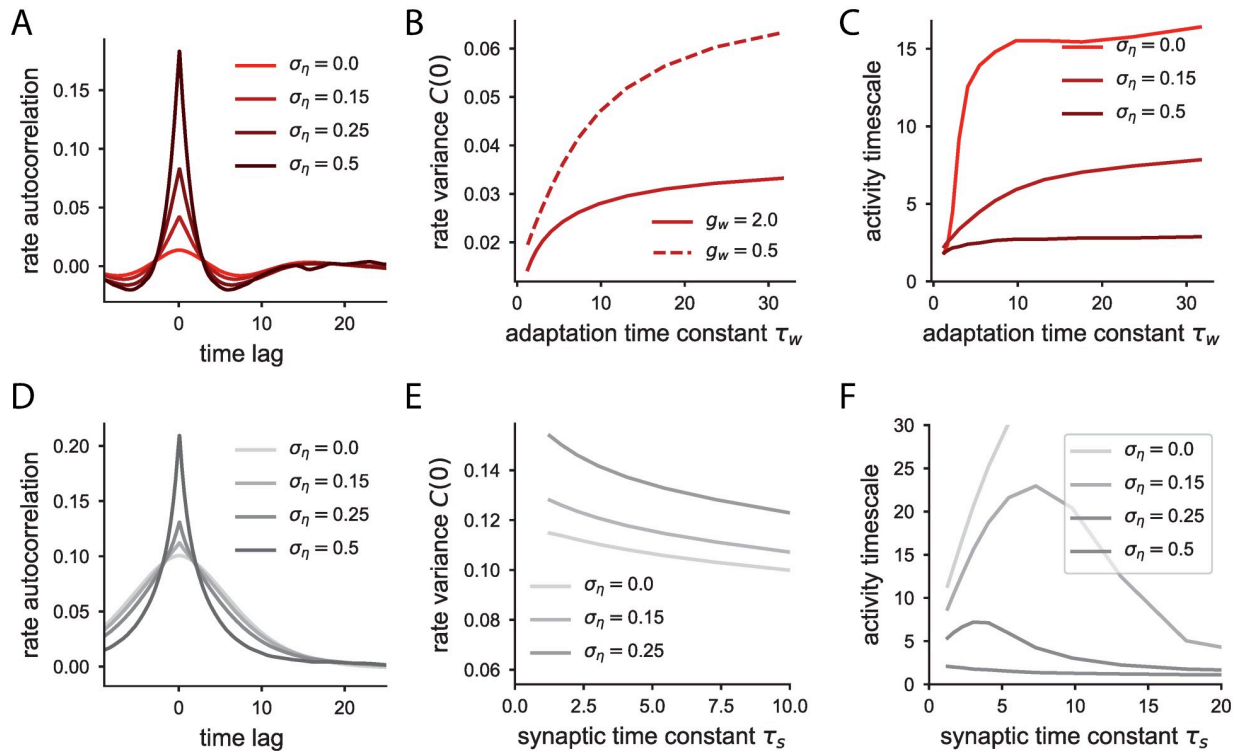 A
rate autocorrelation
0.15
0.10
0.05
0.00
0
10
20
time lag
σ_η = 0.0
σ_η = 0.15
σ_η = 0.25
σ_η = 0.5
B
rate variance C(0)
0.06
0.05
0.04
0.03
0.02
0
10
20
30
adaptation time constant τ_w
g_w = 2.0
g_w = 0.5
C
activity timescale
15
10
5
0
0
10
20
30
adaptation time constant τ_w
σ_η = 0.0
σ_η = 0.15
σ_η = 0.5
D
rate autocorrelation
0.20
0.15
0.10
0.05
0.00
0
10
20
time lag
σ_η = 0.0
σ_η = 0.15
σ_η = 0.25
σ_η = 0.5
E
rate variance C(0)
0.14
0.12
0.10
0.08
0.06
0.0
2.5
5.0
7.5
10.0
synaptic time constant τ_s
σ_η = 0.0
σ_η = 0.15
σ_η = 0.25
F
activity timescale
30
25
20
15
10
5
0
0
5
10
15
20
synaptic time constant τ_s
σ_η = 0.0
σ_η = 0.15
σ_η = 0.25
σ_η = 0.5